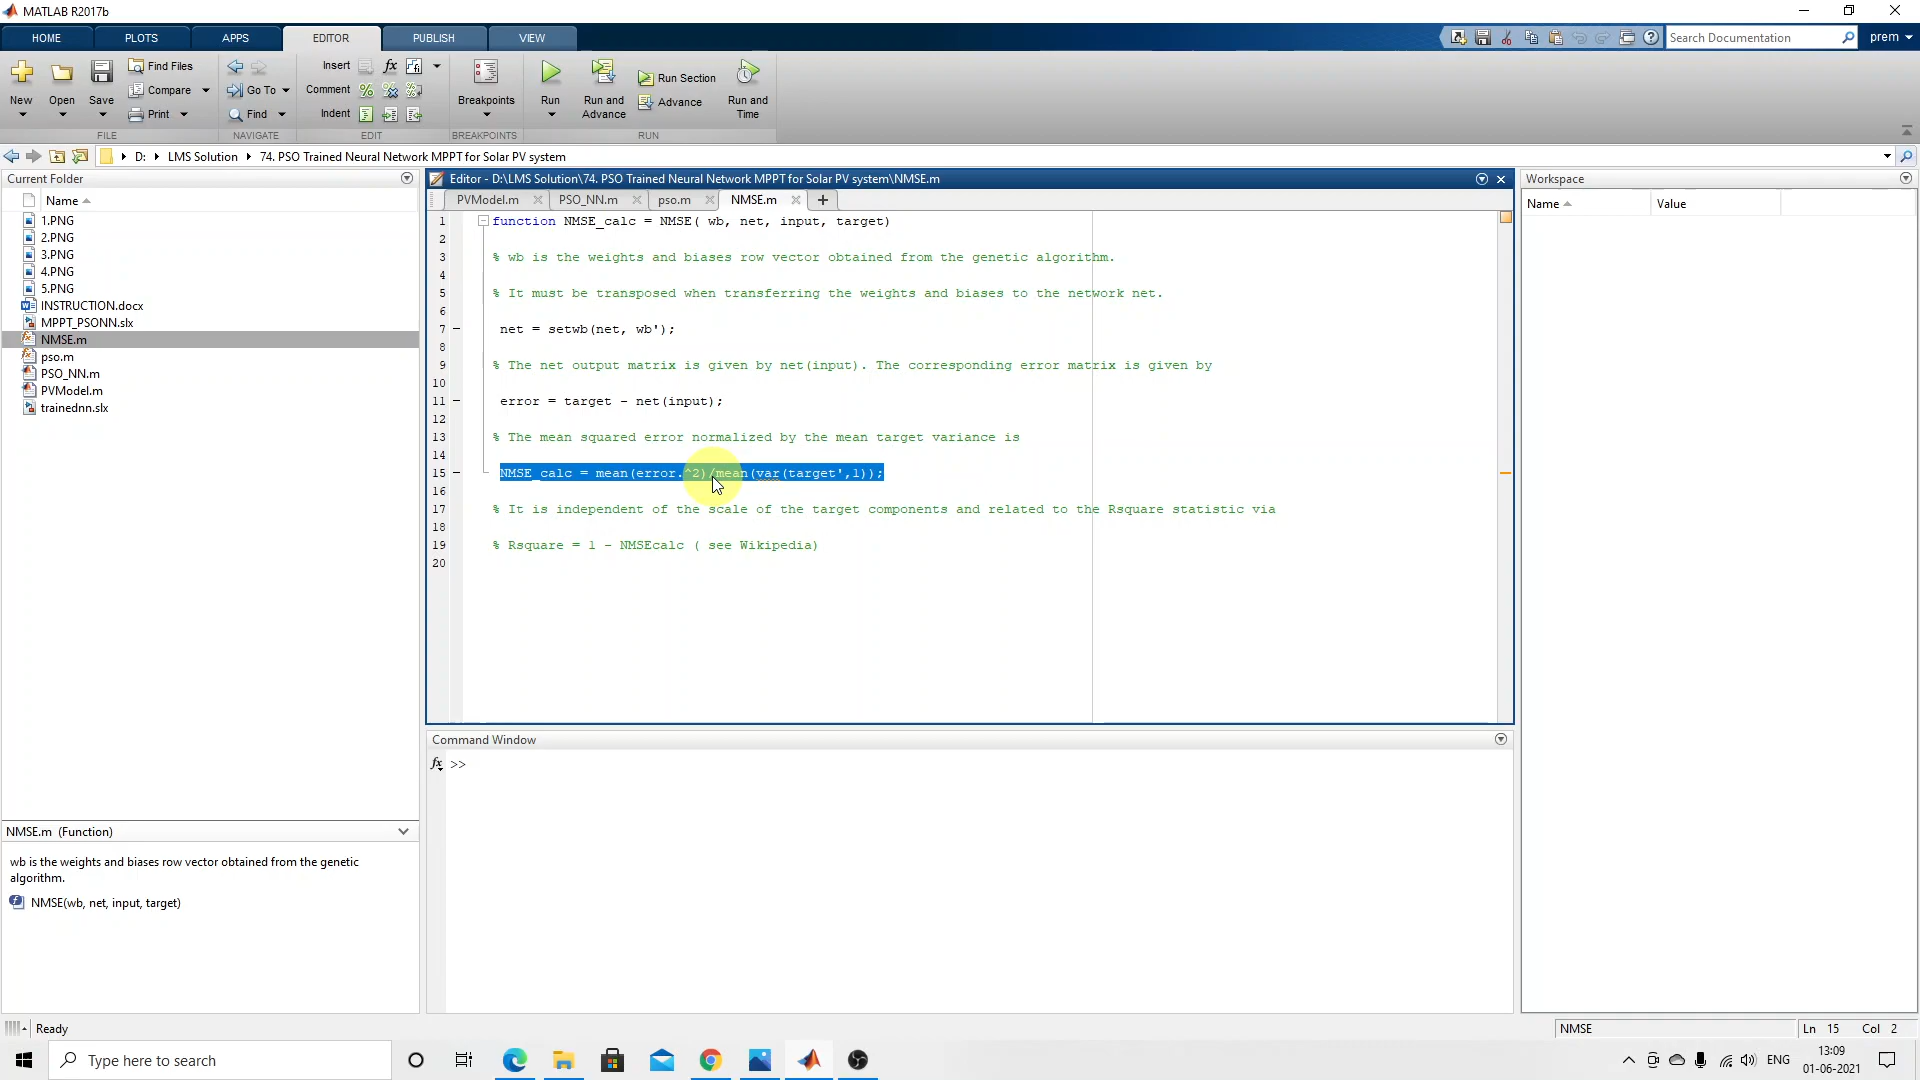 MATLAB R2017b
HOME
PLOTS
APPS
EDITOR
PUBLISH
VIEW
Search Documentation
prem
New
Open
Save
Find Files
Compare
Print
FILE
Go To
Find
NAVIGATE
Insert
fx
Comment
Indent
EDIT
Breakpoints
BREAKPOINTS
Run
Run and Advance
Run Section
Advance
Run and Time
RUN
D: LMS Solution 74. PSO Trained Neural Network MPPT for Solar PV system
Current Folder
Name
1.PNG
2.PNG
3.PNG
4.PNG
5.PNG
INSTRUCTION.docx
MPPT_PSONN.slx
NMSE.m
pso.m
PSO_NN.m
PVModel.m
trainednn.slx
NMSE.m (Function)
wb is the weights and biases row vector obtained from the genetic
algorithm.
NMSE(wb, net, input, target)
Editor - D:\LMS Solution\74. PSO Trained Neural Network MPPT for Solar PV system\NMSE.m
PVModel.m
PSO_NN.m
pso.m
NMSE.m
1 function NMSE_calc = NMSE( wb, net, input, target)
2
3 % wb is the weights and biases row vector obtained from the genetic algorithm.
4
5 % It must be transposed when transferring the weights and biases to the network net.
6
7 net = setwb(net, wb');
8
9 % The net output matrix is given by net(input). The corresponding error matrix is given by
10
11 error = target - net(input);
12
13 % The mean squared error normalized by the mean target variance is
14
15 NMSE_calc = mean(error.^2)/mean(var(target',1));
16
17 % It is independent of the scale of the target components and related to the Rsquare statistic via
18
19 % Rsquare = 1 - NMSEcalc ( see Wikipedia)
20
Command Window
fx >>
Workspace
Name
Value
Ready
NMSE
Ln 15 Col 2
Type here to search
ENG
13:09
01-06-2021